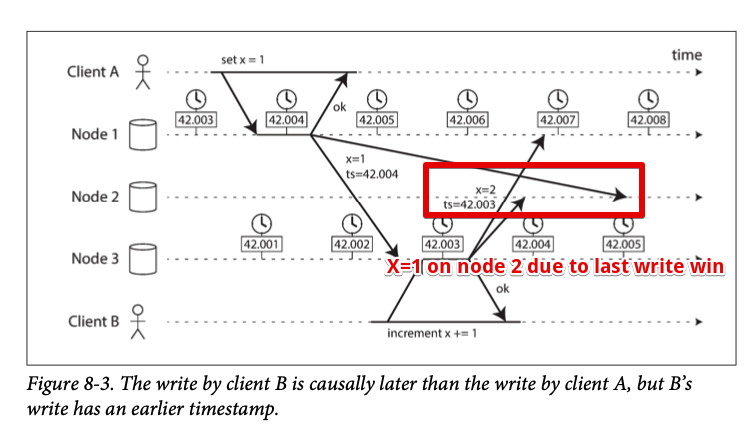 set x = 1
time
Client A
ok
42.003
42.004
42.005
42.006
42.007
42.008
Node 1
x=1
ts=42.004
x=2
Node 2
ts=42.003
42.001
42.002
42.003
42.004
42.005
Node 3
X=1 on node 2 due to last write win
ok
Client B
increment x += 1
Figure 8-3. The write by client B is causally later than the write by client A, but B’s
write has an earlier timestamp.